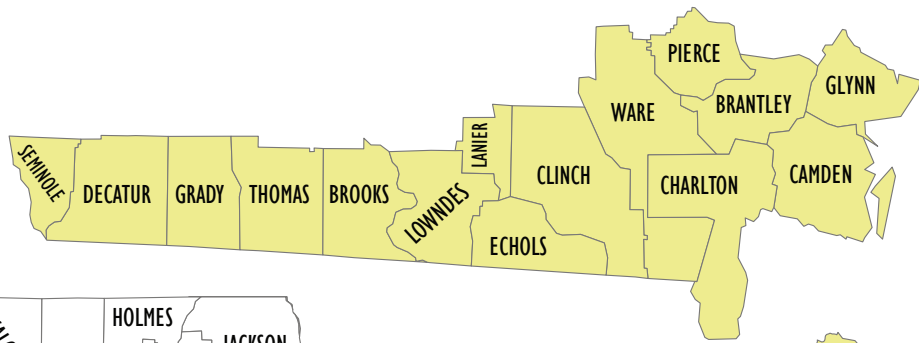 PIERCE
GLYNN
BRANTLEY
WARE
LANIER
SEMINOLE
CLINCH
CAMDEN
CHARLTON
DECATUR
GRADY
THOMAS
BROOKS
LOWNDES
ECHOLS
HOLMES
JACKSON